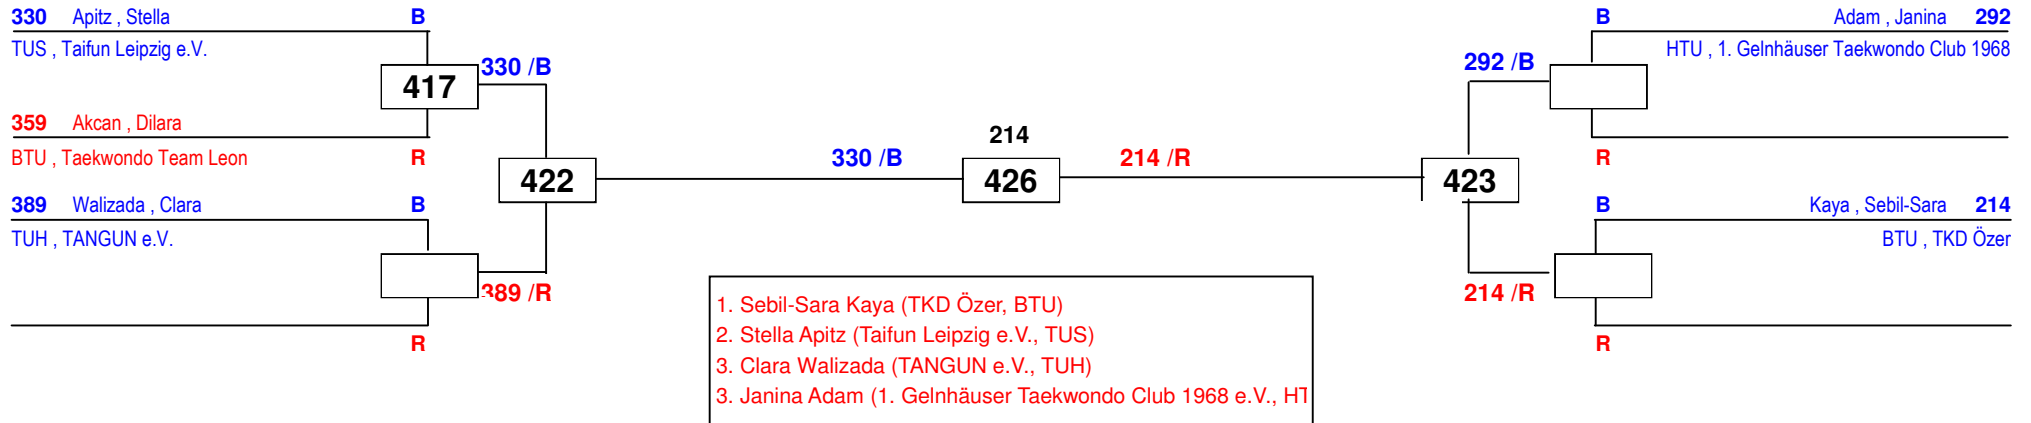 330 Apitz , Stella B
TUS , Taifun Leipzig e.V.
417
330 /B
359 Akcan , Dilara
BTU , Taekwondo Team Leon R
422
389 Walizada , Clara B
TUH , TANGUN e.V.
389 /R
R
330 /B
214
426
214 /R
B Adam , Janina 292
HTU , 1. Gelnhäuser Taekwondo Club 1968
292 /B
R
423
B Kaya , Sebil-Sara 214
BTU , TKD Özer
214 /R
R
1. Sebil-Sara Kaya (TKD Özer, BTU)
2. Stella Apitz (Taifun Leipzig e.V., TUS)
3. Clara Walizada (TANGUN e.V., TUH)
3. Janina Adam (1. Gelnhäuser Taekwondo Club 1968 e.V., HT